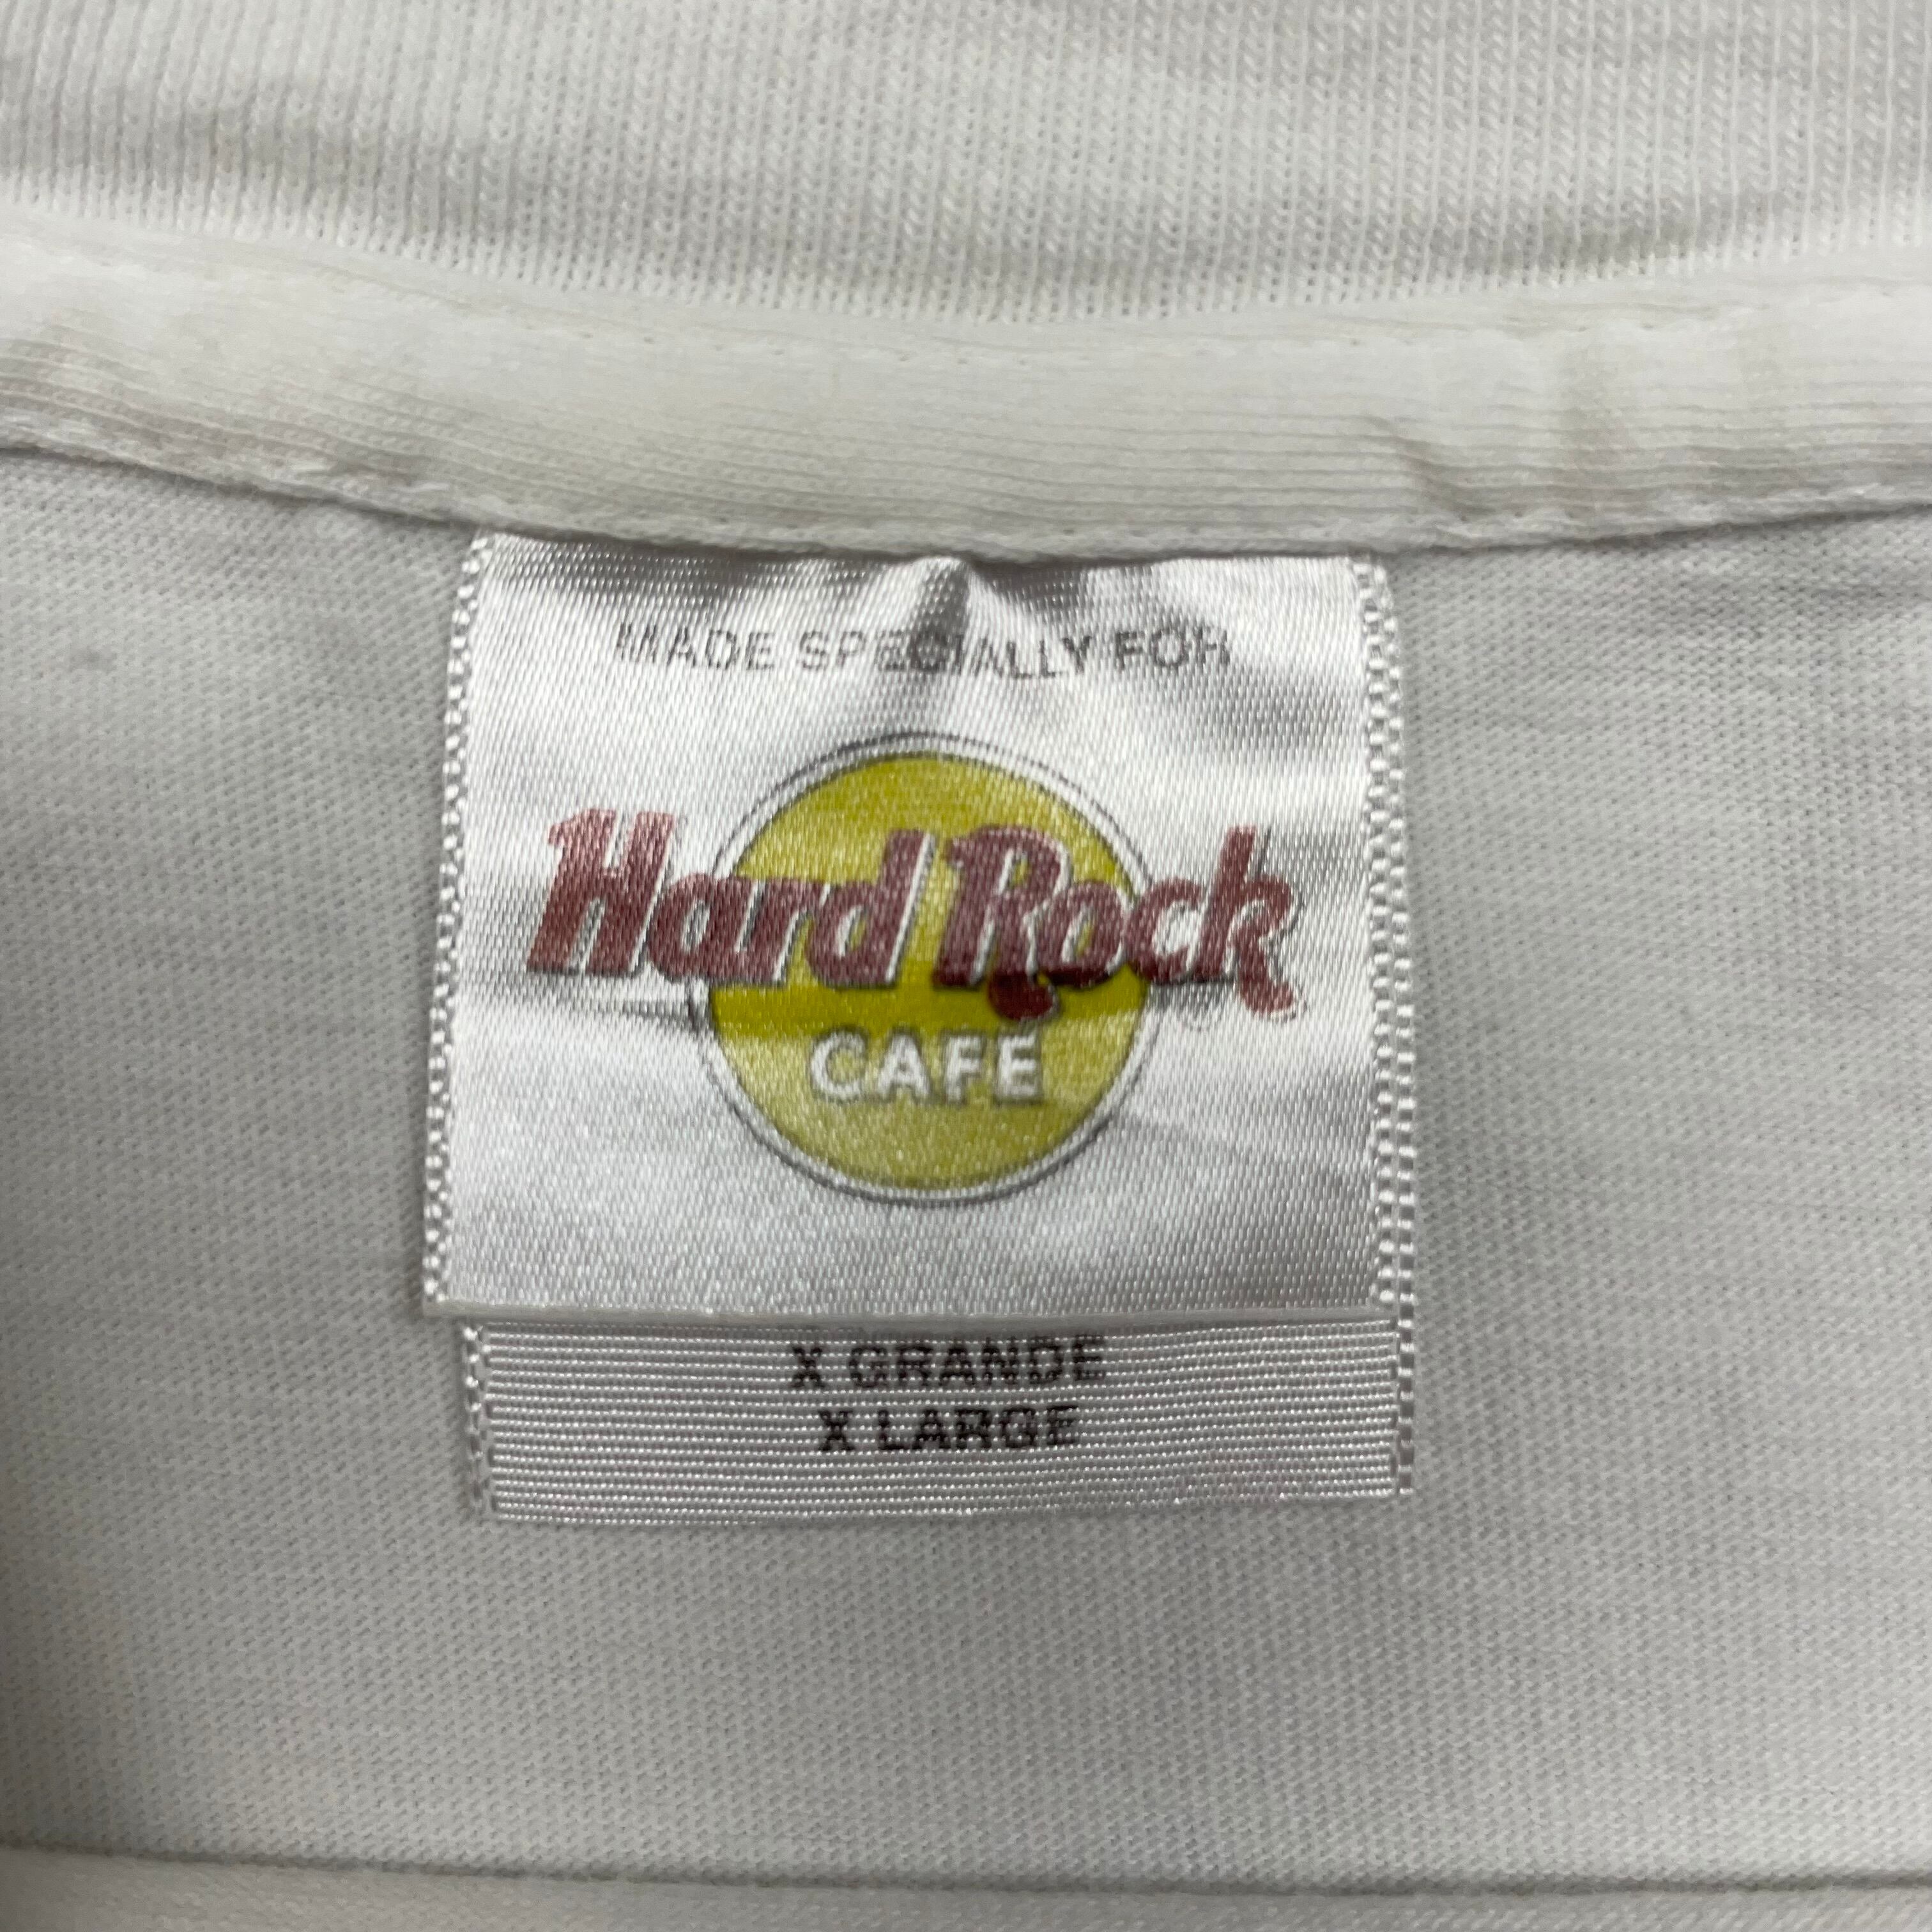 MADE SPECIALLY FOR
Hard Rock
CAFE
X GRANDE
X LARGE